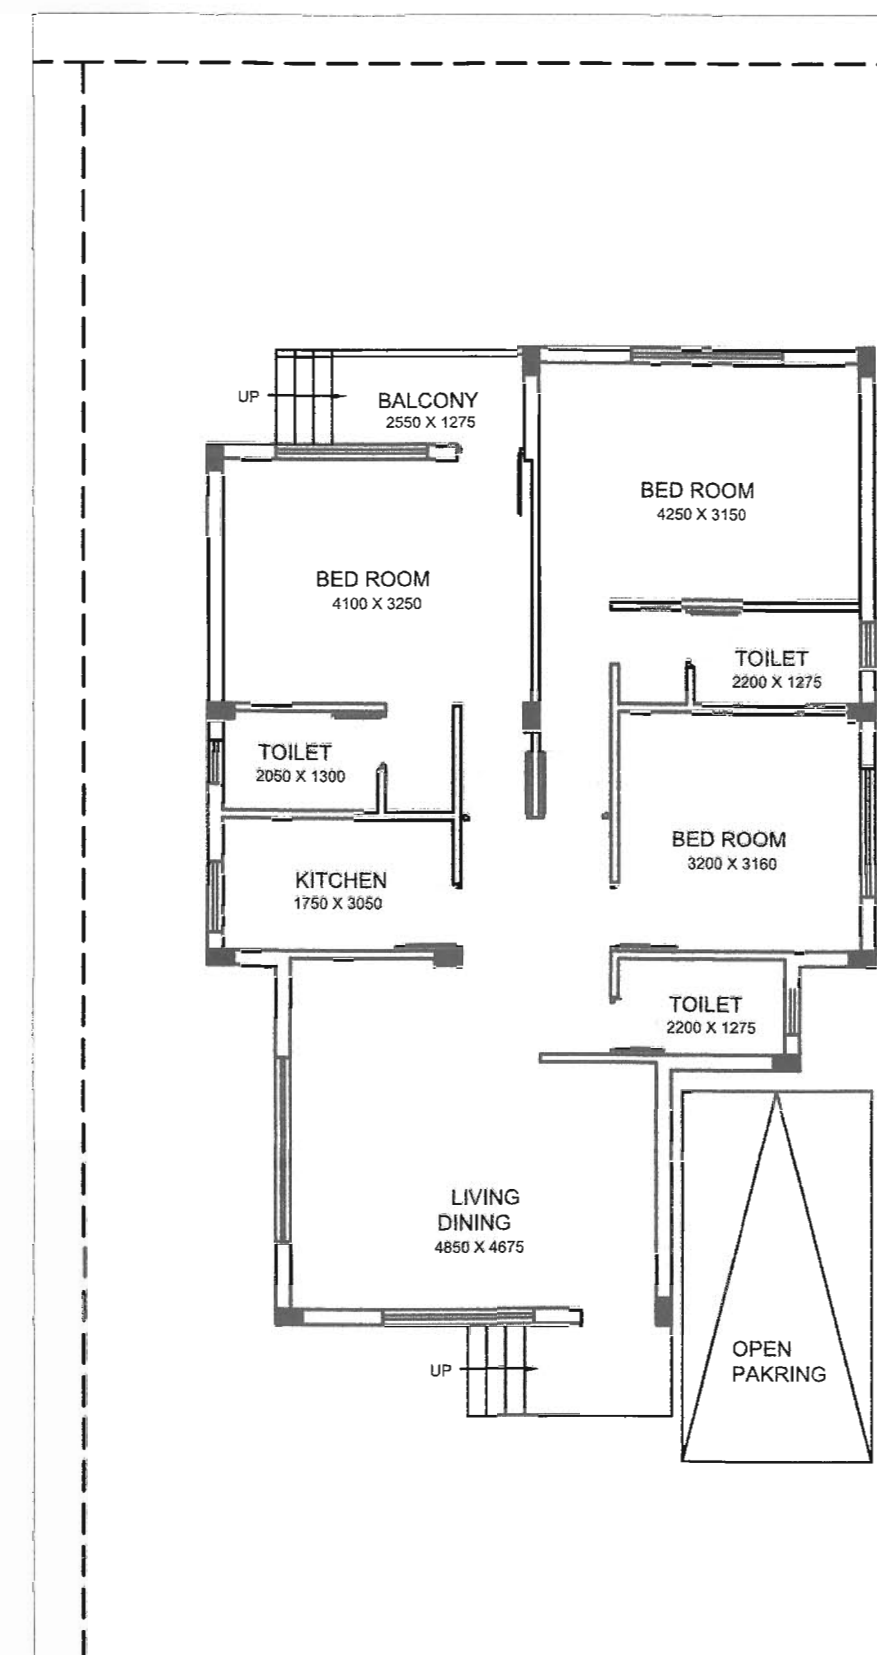 UP
BALCONY
2550 X 1275
BED ROOM
4250 X 3150
BED ROOM
4100 X 3250
TOILET
2200 X 1275
TOILET
2050 X 1300
BED ROOM
3200 X 3160
KITCHEN
1750 X 3050
TOILET
2200 X 1275
LIVING
DINING
4850 X 4675
UP
OPEN
PAKRING